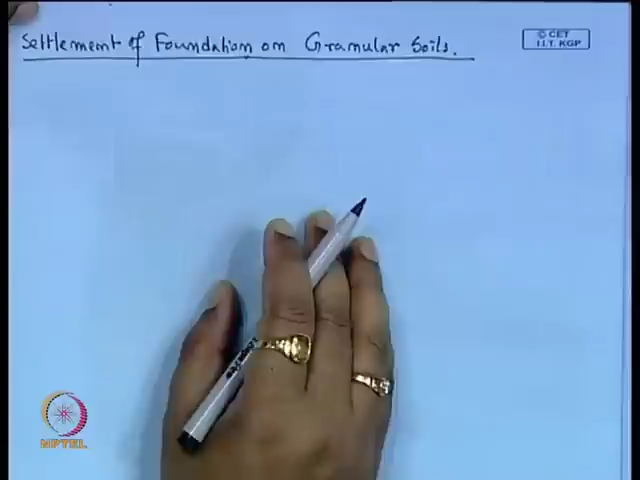 Settlement of Foundation on Granular Soils.
© CET
I.I.T. KGP
NPTEL